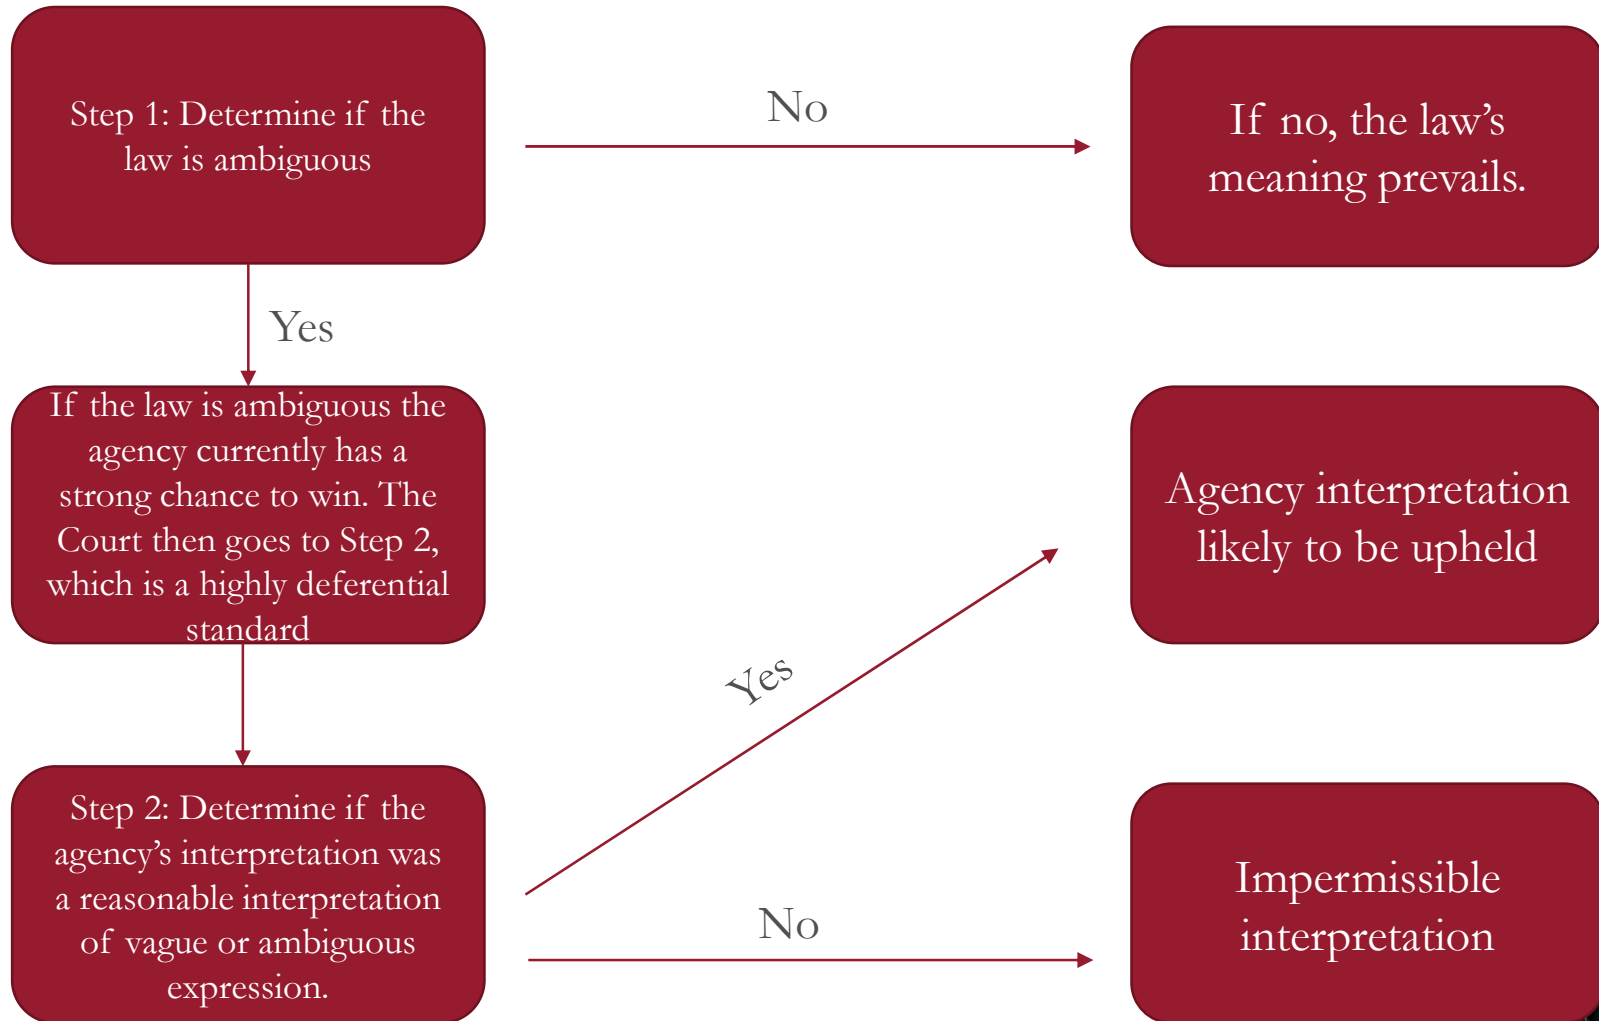 Step 1: Determine if the
law is ambiguous
No
If no, the law’s
meaning prevails.
Yes
If the law is ambiguous the
agency currently has a
strong chance to win. The
Court then goes to Step 2,
which is a highly deferential
standard
Agency interpretation
likely to be upheld
Yes
Step 2: Determine if the
agency’s interpretation was
a reasonable interpretation
of vague or ambiguous
expression.
No
Impermissible
interpretation